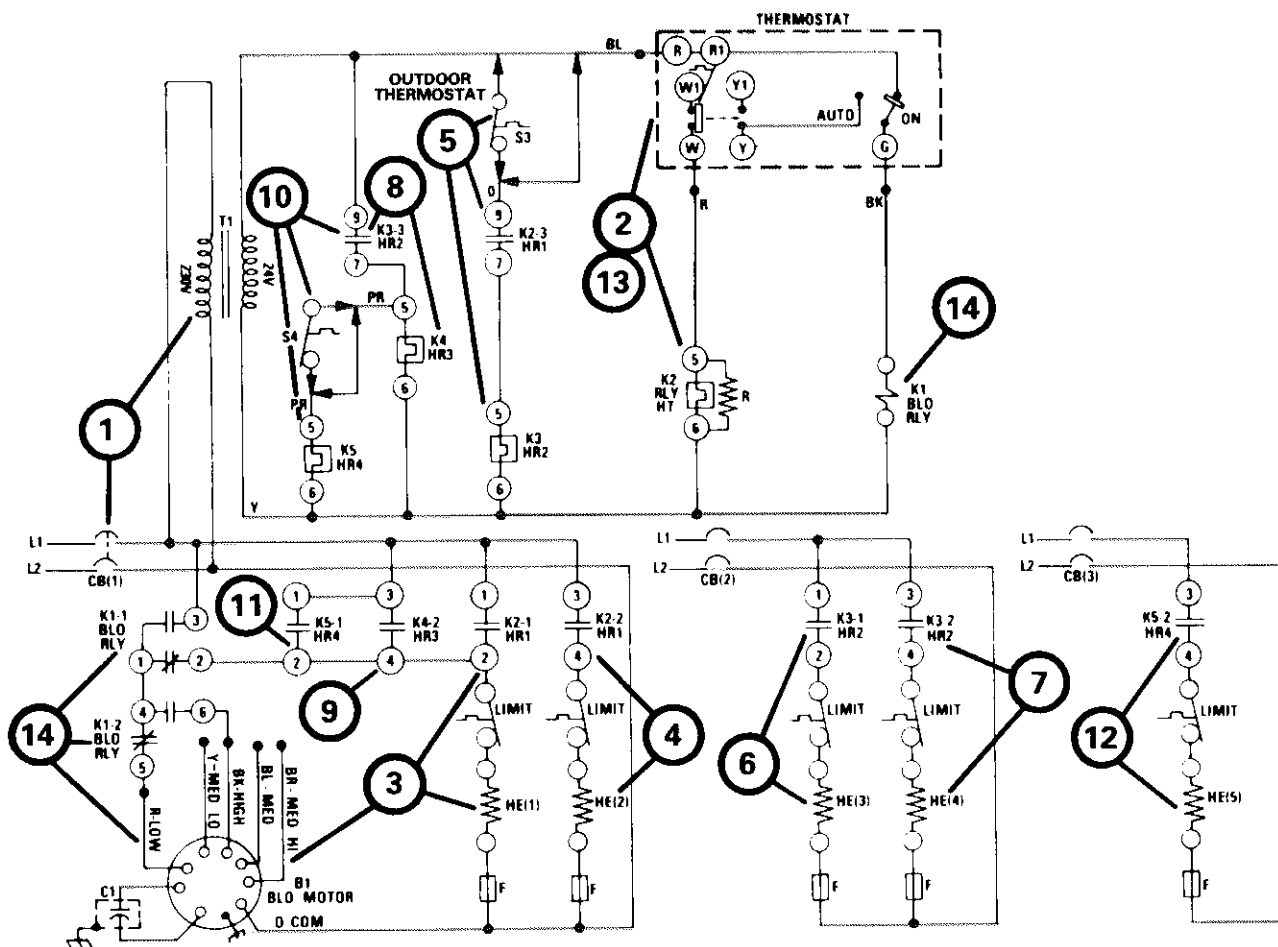 THERMOSTAT
BL R R1
OUTDOOR
THERMOSTAT
W1 Y1
AUTO ON
S3
5
W Y G
10 8
O
R BK
9 K3-3
HR2
9 K2-3
HR1
2
T1
7 7
13
230V 24V
PR 5
14
S4
K4
HR3
5
K2
RLY
HT
R
K1
BLO
RLY
6
1
PR
5
5
6
K5
HR4
K3
HR2
6 6
Y
L1
L2
CB(1)
L1
L2
CB(2)
L1
L2
CB(3)
11
K1-1
BLO
RLY
3
1 K5-1
HR4
3 K4-2
HR3
1 K2-1
HR1
3 K2-2
HR1
1 K3-1
HR2
3 K3-2
HR2
3 K5-2
HR4
1 2 2 4 2 4 2 4 4
9
14
4 6
K1-2
BLO
RLY
5
LIMIT LIMIT LIMIT LIMIT LIMIT
3 4 6 7 12
R-LOW
Y-MED LO
BK-HIGH
BL-MED
BR-MED HI
HE(1) HE(2) HE(3) HE(4) HE(5)
C1
B1
BLO MOTOR
O COM
F F F F F